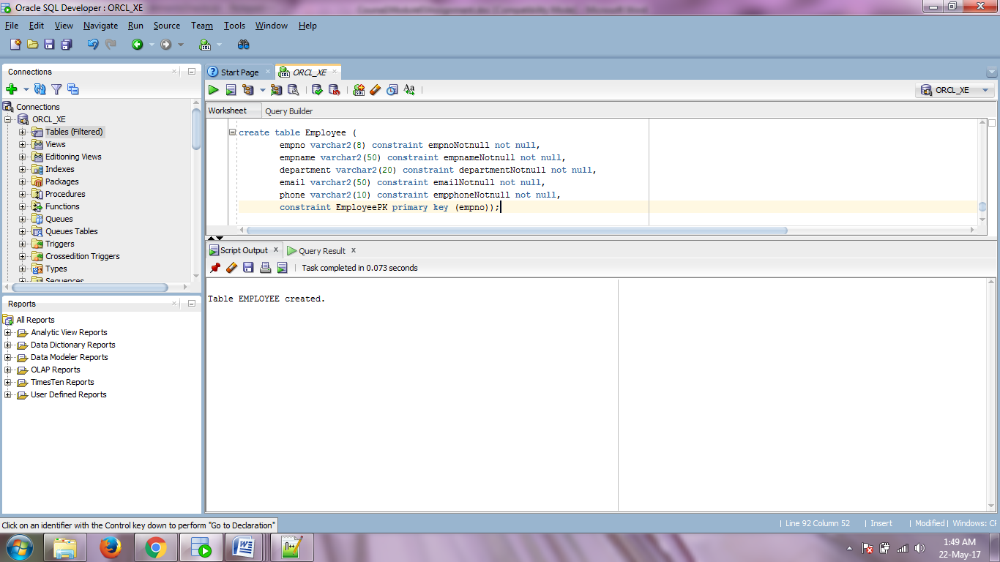 Oracle SQL Developer : ORCL_XE
File Edit View Navigate Run Source Team Tools Window Help
Connections
Connections
ORCL_XE
Tables (Filtered)
Views
Editioning Views
Indexes
Packages
Procedures
Functions
Queues
Queues Tables
Triggers
Crossedition Triggers
Types
Sequences
Reports
All Reports
Analytic View Reports
Data Dictionary Reports
Data Modeler Reports
OLAP Reports
TimesTen Reports
User Defined Reports
Start Page
ORCL_XE
ORCL_XE
Worksheet Query Builder
create table Employee (
empno varchar2(8) constraint empnoNotnull not null,
empname varchar2(50) constraint empnameNotnull not null,
department varchar2(20) constraint departmentNotnull not null,
email varchar2(50) constraint emailNotnull not null,
phone varchar2(10) constraint empphoneNotnull not null,
constraint EmployeePK primary key (empno));
Script Output x Query Result x
Task completed in 0.073 seconds
Table EMPLOYEE created.
Click on an identifier with the Control key down to perform "Go to Declaration"
Line 92 Column 52 | Insert | Modified | Windows: CF
1:49 AM
22-May-17